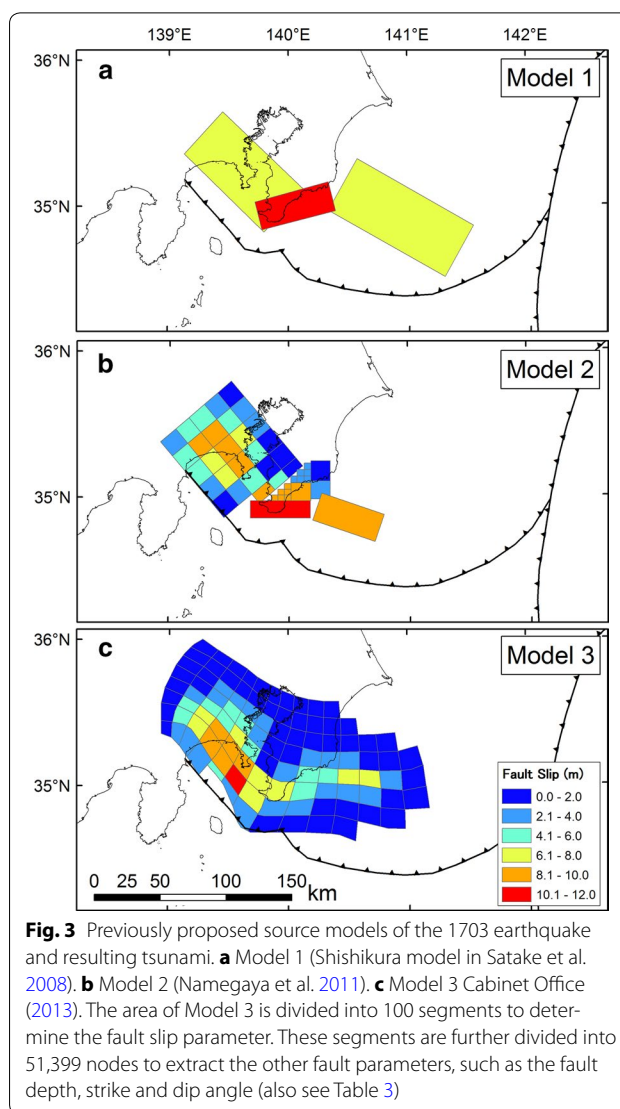 139°E 140°E 141°E 142°E
36°N
a
Model 1
35°N
36°N
b
Model 2
35°N
36°N
c
Model 3
35°N
Fault Slip (m)
0.0 - 2.0
2.1 - 4.0
4.1 - 6.0
6.1 - 8.0
8.1 - 10.0
10.1 - 12.0
0 25 50 100 150
km
Fig. 3 Previously proposed source models of the 1703 earthquake
and resulting tsunami. a Model 1 (Shishikura model in Satake et al.
2008). b Model 2 (Namegaya et al. 2011). c Model 3 Cabinet Office
(2013). The area of Model 3 is divided into 100 segments to deter-
mine the fault slip parameter. These segments are further divided into
51,399 nodes to extract the other fault parameters, such as the fault
depth, strike and dip angle (also see Table 3)